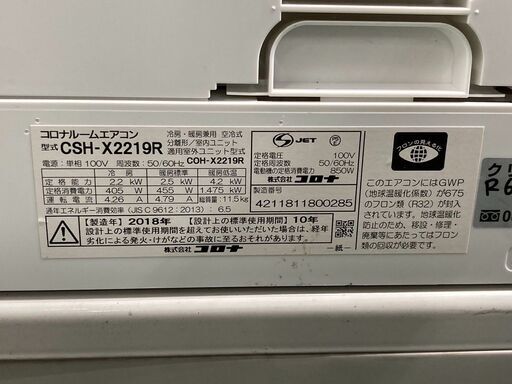 コロナルームエアコン
冷房・暖房兼用 空冷式
分離形/室内ユニット
型式 CSH-X2219R
適用室外ユニット型式
電源:単相100V 周波数:50/60Hz COH-X2219R
冷房 暖房標準 暖房低温
定格能力 2.2 kW 2.5 kW 4.2 kW
定格消費電力 405 W 455 W 1.475 kW
運転電流 4.26 A 4.79 A 総質量:11.5kg
通年エネルギー消費効率(JIS C 9612:2013): 6.5
S JET
定格電圧 100V
定格周波数 50/60Hz
電動機の定格消費電力 850W
株式会社コロナ
製造番号
4211811800285
【製造年】2018年【設計上の標準使用期間】10年
設計上の標準使用期間を超えてお使いいただいた場合は、経年
劣化による発火・けが等の事故に至るおそれがあります。
株式会社コロナ
-紙-
フロンの見える化
このエアコンにはGWP
(地球温暖化係数)が675
のフロン類(R32)が封入
されています。地球温暖化
防止のため、移設・修理・
廃棄等にあたってはフロン
類の回収が必要です。
R6